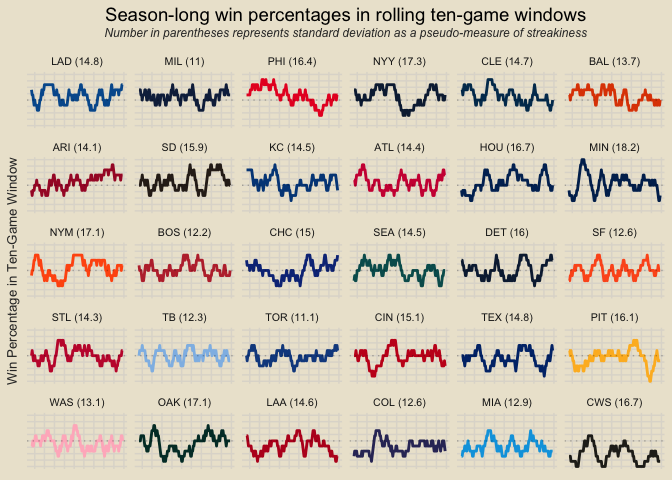 Season-long win percentages in rolling ten-game windows
Number in parentheses represents standard deviation as a pseudo-measure of streakiness
Win Percentage in Ten-Game Window
LAD (14.8)
MIL (11)
PHI (16.4)
NYY (17.3)
CLE (14.7)
BAL (13.7)
ARI (14.1)
SD (15.9)
KC (14.5)
ATL (14.4)
HOU (16.7)
MIN (18.2)
NYM (17.1)
BOS (12.2)
CHC (15)
SEA (14.5)
DET (16)
SF (12.6)
STL (14.3)
TB (12.3)
TOR (11.1)
CIN (15.1)
TEX (14.8)
PIT (16.1)
WAS (13.1)
OAK (17.1)
LAA (14.6)
COL (12.6)
MIA (12.9)
CWS (16.7)